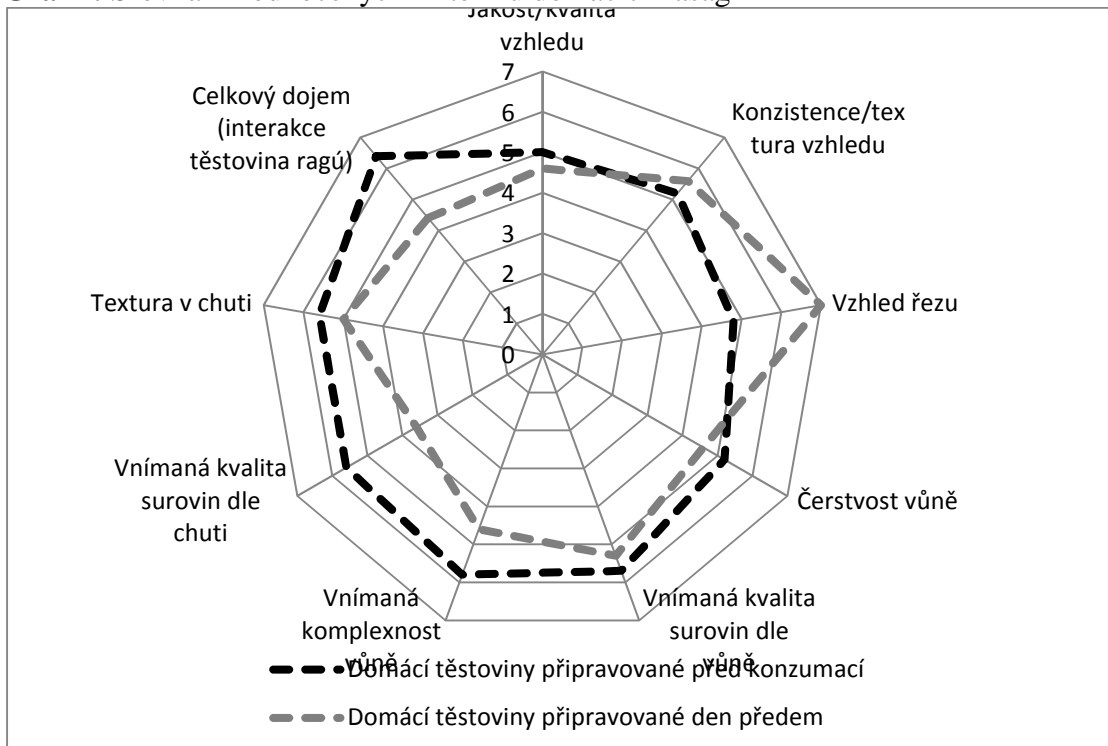 Jakost/kvalita
vzhledu
Celkový dojem
(interakce
těstovina ragú)
Konzistence/tex
tura vzhledu
7
6
5
4
3
2
1
0
Textura v chuti
Vzhled řezu
Vnímaná kvalita
surovin dle
chuti
Čerstvost vůně
Vnímaná
komplexnost
vůně
Vnímaná kvalita
surovin dle
vůně
Domácí těstoviny připravované před konzumací
Domácí těstoviny připravované den předem